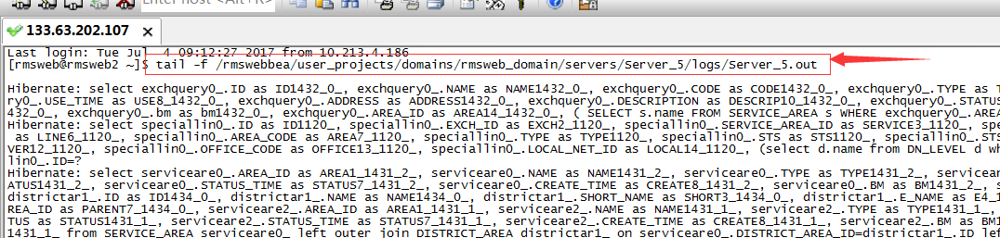 Enter host <Alt+R>
133.63.202.107
Last login: Tue Jul  4 09:12:27 2017 from 10.213.4.186
[rmsweb@rmsweb2 ~]$ tail -f /rmswebbea/user_projects/domains/rmsweb_domain/servers/Server_5/logs/Server_5.out
Hibernate: select exchquery0_.ID as ID1432_0_, exchquery0_.NAME as NAME1432_0_, exchquery0_.CODE as CODE1432_0_, exchquery0_.TYPE as T
ry0_.USE_TIME as USE8_1432_0_, exchquery0_.ADDRESS as ADDRESS1432_0_, exchquery0_.DESCRIPTION as DESCRIP10_1432_0_, exchquery0_.STATUS
432_0_, exchquery0_.bm as bm1432_0_, exchquery0_.AREA_ID as AREA14_1432_0_, ( SELECT s.name FROM SERVICE_AREA s WHERE exchquery0_.AREA
Hibernate: select speciallin0_.ID as ID1120_, speciallin0_.EXCH_ID as EXCH2_1120_, speciallin0_.SERVICE_AREA_ID as SERVICE3_1120_, spe
as LINE6_1120_, speciallin0_.AREA_CODE as AREA7_1120_, speciallin0_.TYPE as TYPE1120_, speciallin0_.STS as STS1120_, speciallin0_.STS
VER12_1120_, speciallin0_.OFFICE_CODE as OFFICE13_1120_, speciallin0_.LOCAL_NET_ID as LOCAL14_1120_, (select d.name from DN_LEVEL d wh
lin0_.ID=?
Hibernate: select serviceare0_.AREA_ID as AREA1_1431_2_, serviceare0_.NAME as NAME1431_2_, serviceare0_.TYPE as TYPE1431_2_, servicear
ATUS1431_2_, serviceare0_.STATUS_TIME as STATUS7_1431_2_, serviceare0_.CREATE_TIME as CREATE8_1431_2_, serviceare0_.BM as BM1431_2_, s
districtar1_.ID as ID1434_0_, districtar1_.NAME as NAME1434_0_, districtar1_.SHORT_NAME as SHORT3_1434_0_, districtar1_.E_NAME as E4_1
REA_ID as PARENT7_1434_0_, serviceare2_.AREA_ID as AREA1_1431_1_, serviceare2_.NAME as NAME1431_1_, serviceare2_.TYPE as TYPE1431_1_,
TUS as STATUS1431_1_, serviceare2_.STATUS_TIME as STATUS7_1431_1_, serviceare2_.CREATE_TIME as CREATE8_1431_1_, serviceare2_.BM as BM1
1431_1_ from SERVICE_AREA serviceare0_ left outer join DISTRICT_AREA districtar1_ on serviceare0_.DISTRICT_AREA_ID=districtar1_.ID lef